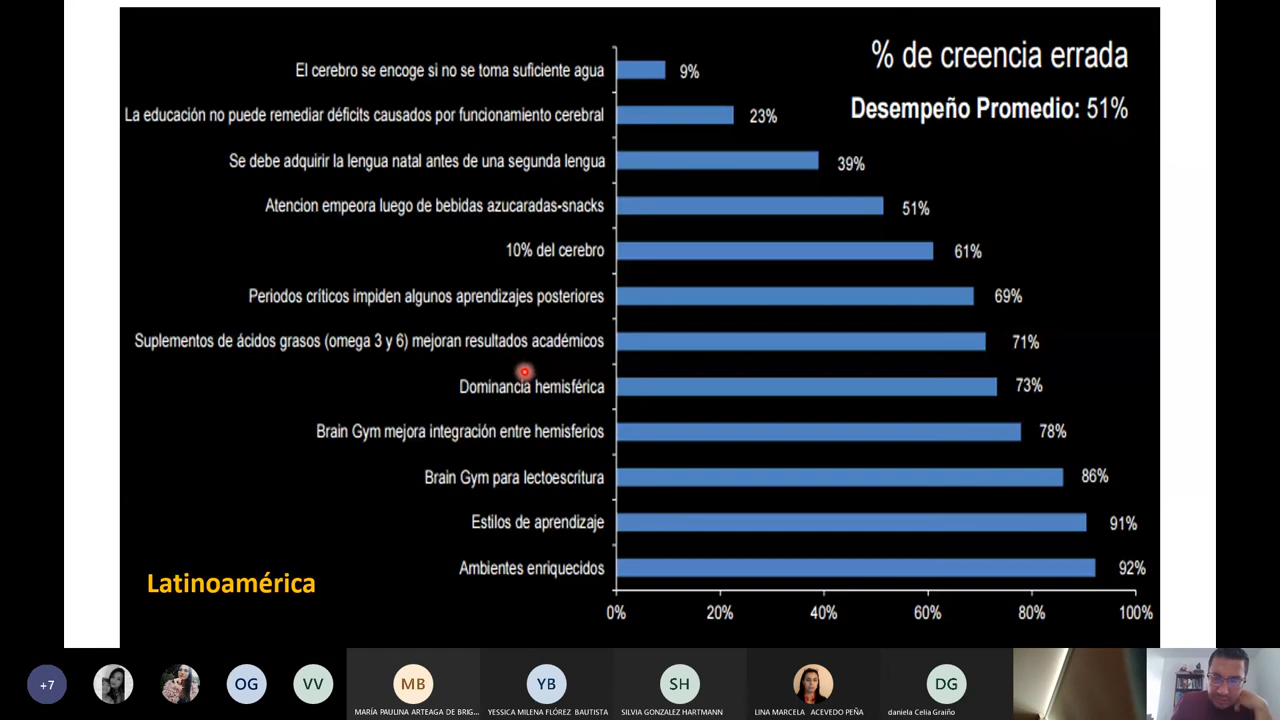 % de creencia errada
Desempeño Promedio: 51%
El cerebro se encoge si no se toma suficiente agua 9%
La educación no puede remediar déficits causados por funcionamiento cerebral 23%
Se debe adquirir la lengua natal antes de una segunda lengua 39%
Atencion empeora luego de bebidas azucaradas-snacks 51%
10% del cerebro 61%
Periodos críticos impiden algunos aprendizajes posteriores 69%
Suplementos de ácidos grasos (omega 3 y 6) mejoran resultados académicos 71%
Dominancia hemisférica 73%
Brain Gym mejora integración entre hemisferios 78%
Brain Gym para lectoescritura 86%
Estilos de aprendizaje 91%
Ambientes enriquecidos 92%
Latinoamérica
0% 20% 40% 60% 80% 100%
+7 OG VV MB YB SH DG
MARÍA PAULINA ARTEAGA DE BRIG... YESSICA MILENA FLÓREZ BAUTISTA SILVIA GONZALEZ HARTMANN LINA MARCELA ACEVEDO PEÑA daniela Celia Graiño